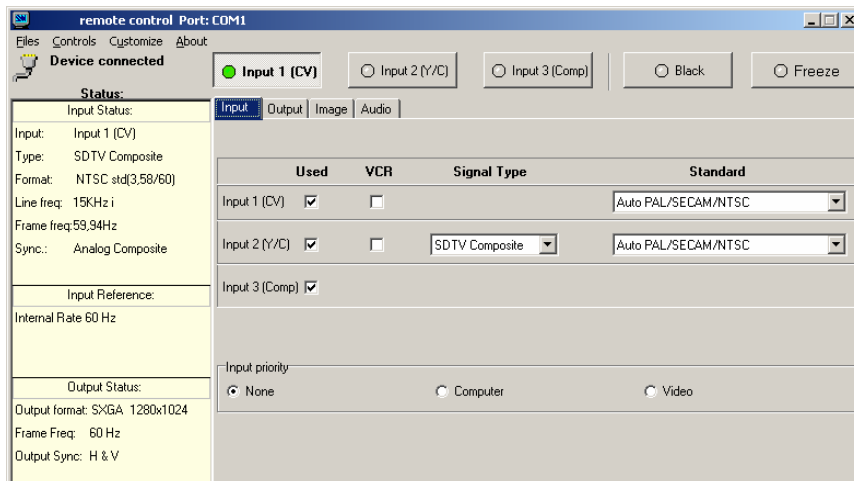 remote control Port: COM1
Files Controls Customize About
Device connected
Input 1 (CV)
Input 2 (Y/C)
Input 3 (Comp)
Black
Freeze
Status:
Input Status:
Input: Input 1 (CV)
Type: SDTV Composite
Format: NTSC std(3,58/60)
Line freq: 15KHz i
Frame freq:59,94Hz
Sync.: Analog Composite
Input Reference:
Internal Rate 60 Hz
Output Status:
Output format: SXGA 1280x1024
Frame Freq: 60 Hz
Output Sync: H & V
Input Output Image Audio
Used VCR Signal Type Standard
Input 1 (CV) Auto PAL/SECAM/NTSC
Input 2 (Y/C) SDTV Composite Auto PAL/SECAM/NTSC
Input 3 (Comp)
Input priority
None Computer Video